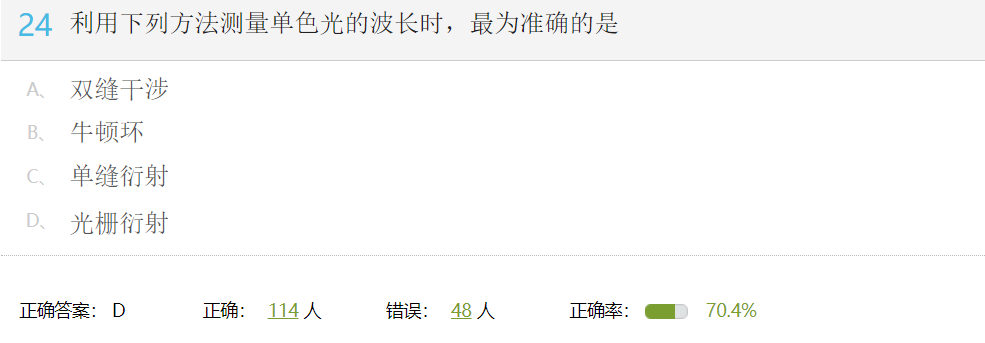 24 利用下列方法测量单色光的波长时，最为准确的是
A、 双缝干涉
B、 牛顿环
C、 单缝衍射
D、 光栅衍射
正确答案： D 正确： 114 人 错误： 48 人 正确率： 70.4%